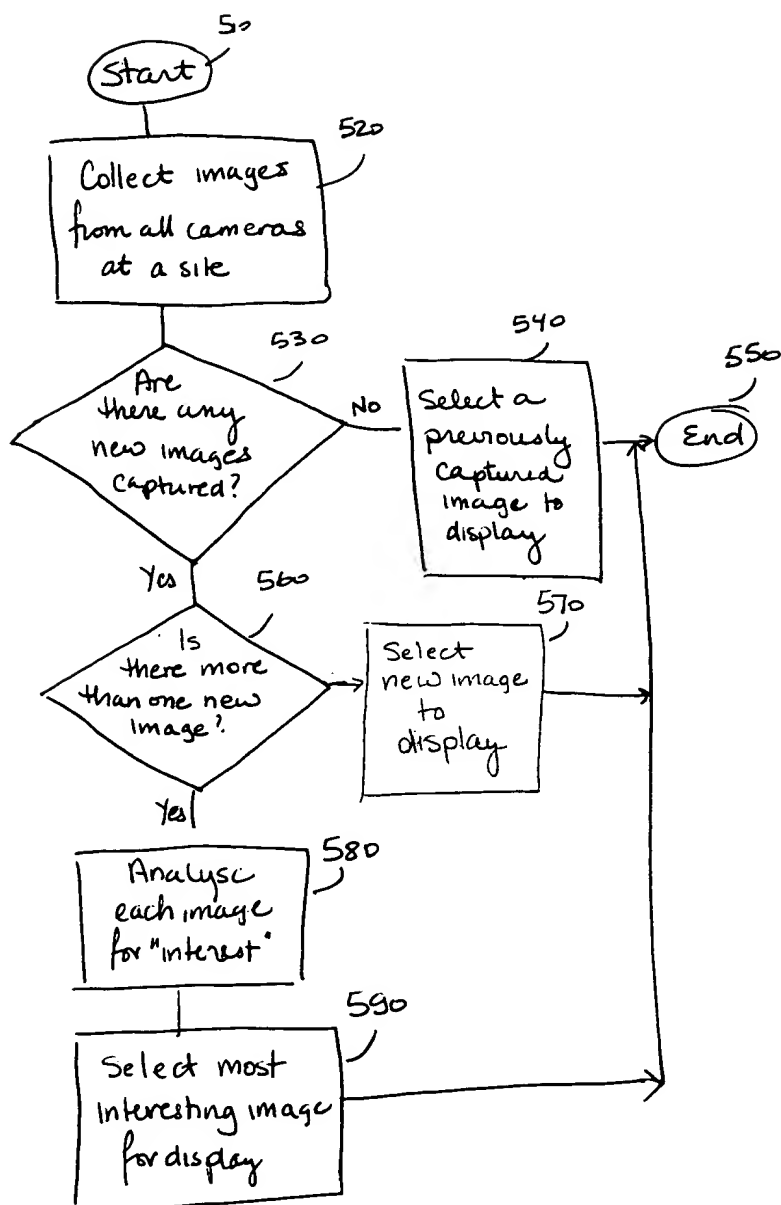 510
Start
520
Collect images
from all cameras
at a site
530
Are
there any
new images
captured?
No
540
Select a
previously
captured
image to
display
550
End
Yes
560
Is
there more
than one new
image?
570
Select
new image
to
display
Yes
580
Analyse
each image
for "interest"
590
Select most
interesting image
for display